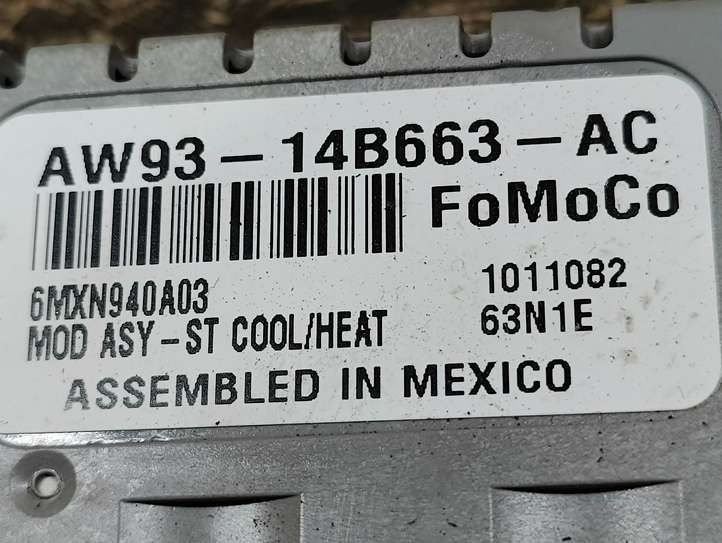 AW93-14B663-AC
FoMoCo
6MXN940A03
1011082
MOD ASY-ST COOL/HEAT
63N1E
ASSEMBLED IN MEXICO